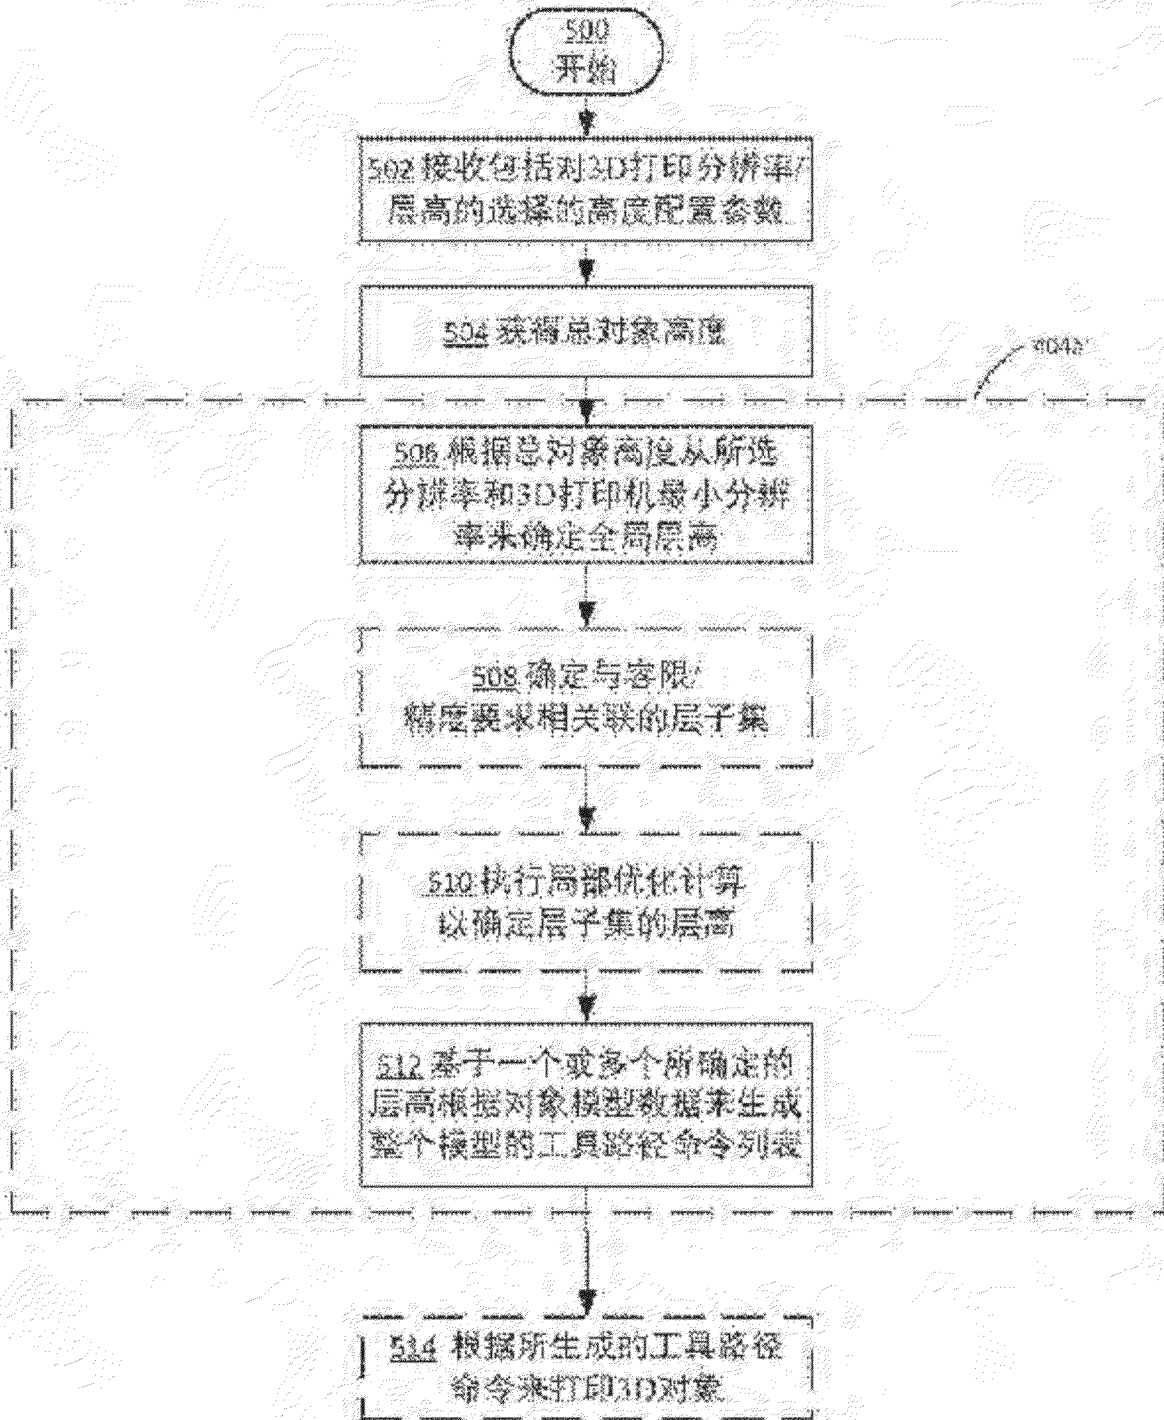 500
开始
502 接收包括对3D打印分辨率/
层高的选择的高度配置参数
504 获得总对象高度
404a
506 根据总对象高度从所选
分辨率和3D打印机最小分辨
率来确定全局层高
508 确定与容限/
精度要求相关联的层子集
510 执行局部优化计算
以确定层子集的层高
512 基于一个或多个所确定的
层高根据对象模型数据来生成
整个模型的工具路径命令列表
514 根据所生成的工具路径
命令来打印3D对象